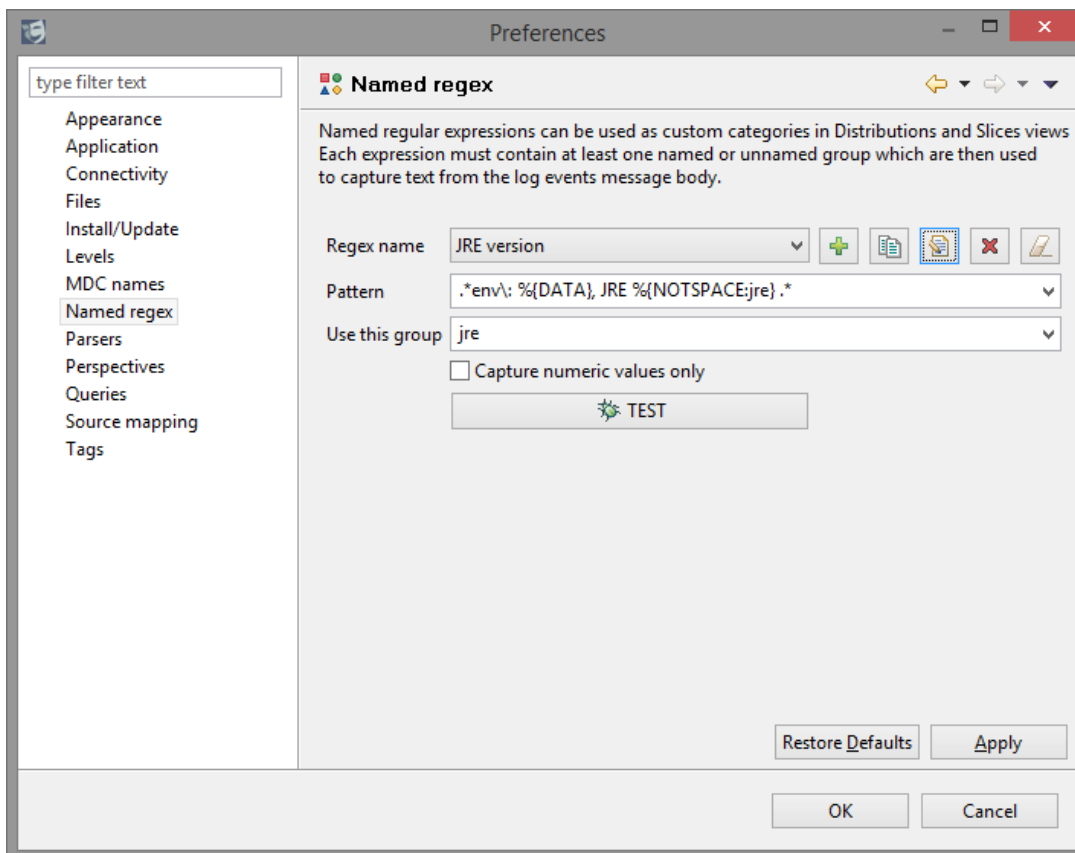 Preferences
type filter text
Appearance
Application
Connectivity
Files
Install/Update
Levels
MDC names
Named regex
Parsers
Perspectives
Queries
Source mapping
Tags
Named regex
Named regular expressions can be used as custom categories in Distributions and Slices views
Each expression must contain at least one named or unnamed group which are then used
to capture text from the log events message body.
Regex name JRE version
Pattern .*env\: %{DATA}, JRE %{NOTSPACE:jre} .*
Use this group jre
Capture numeric values only
TEST
Restore Defaults Apply
OK Cancel